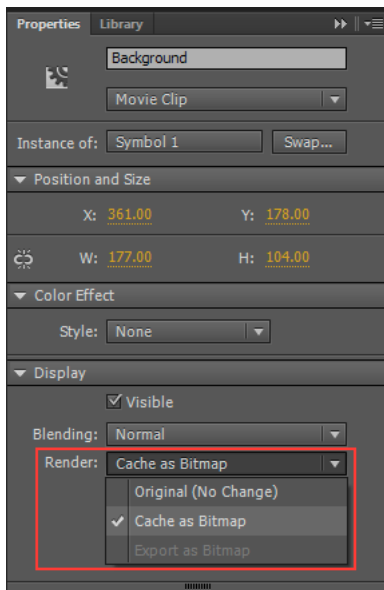 Properties Library
Background
Movie Clip
Instance of: Symbol 1 Swap...
Position and Size
X: 361.00 Y: 178.00
W: 177.00 H: 104.00
Color Effect
Style: None
Display
Visible
Blending: Normal
Render: Cache as Bitmap
Original (No Change)
Cache as Bitmap
Export as Bitmap